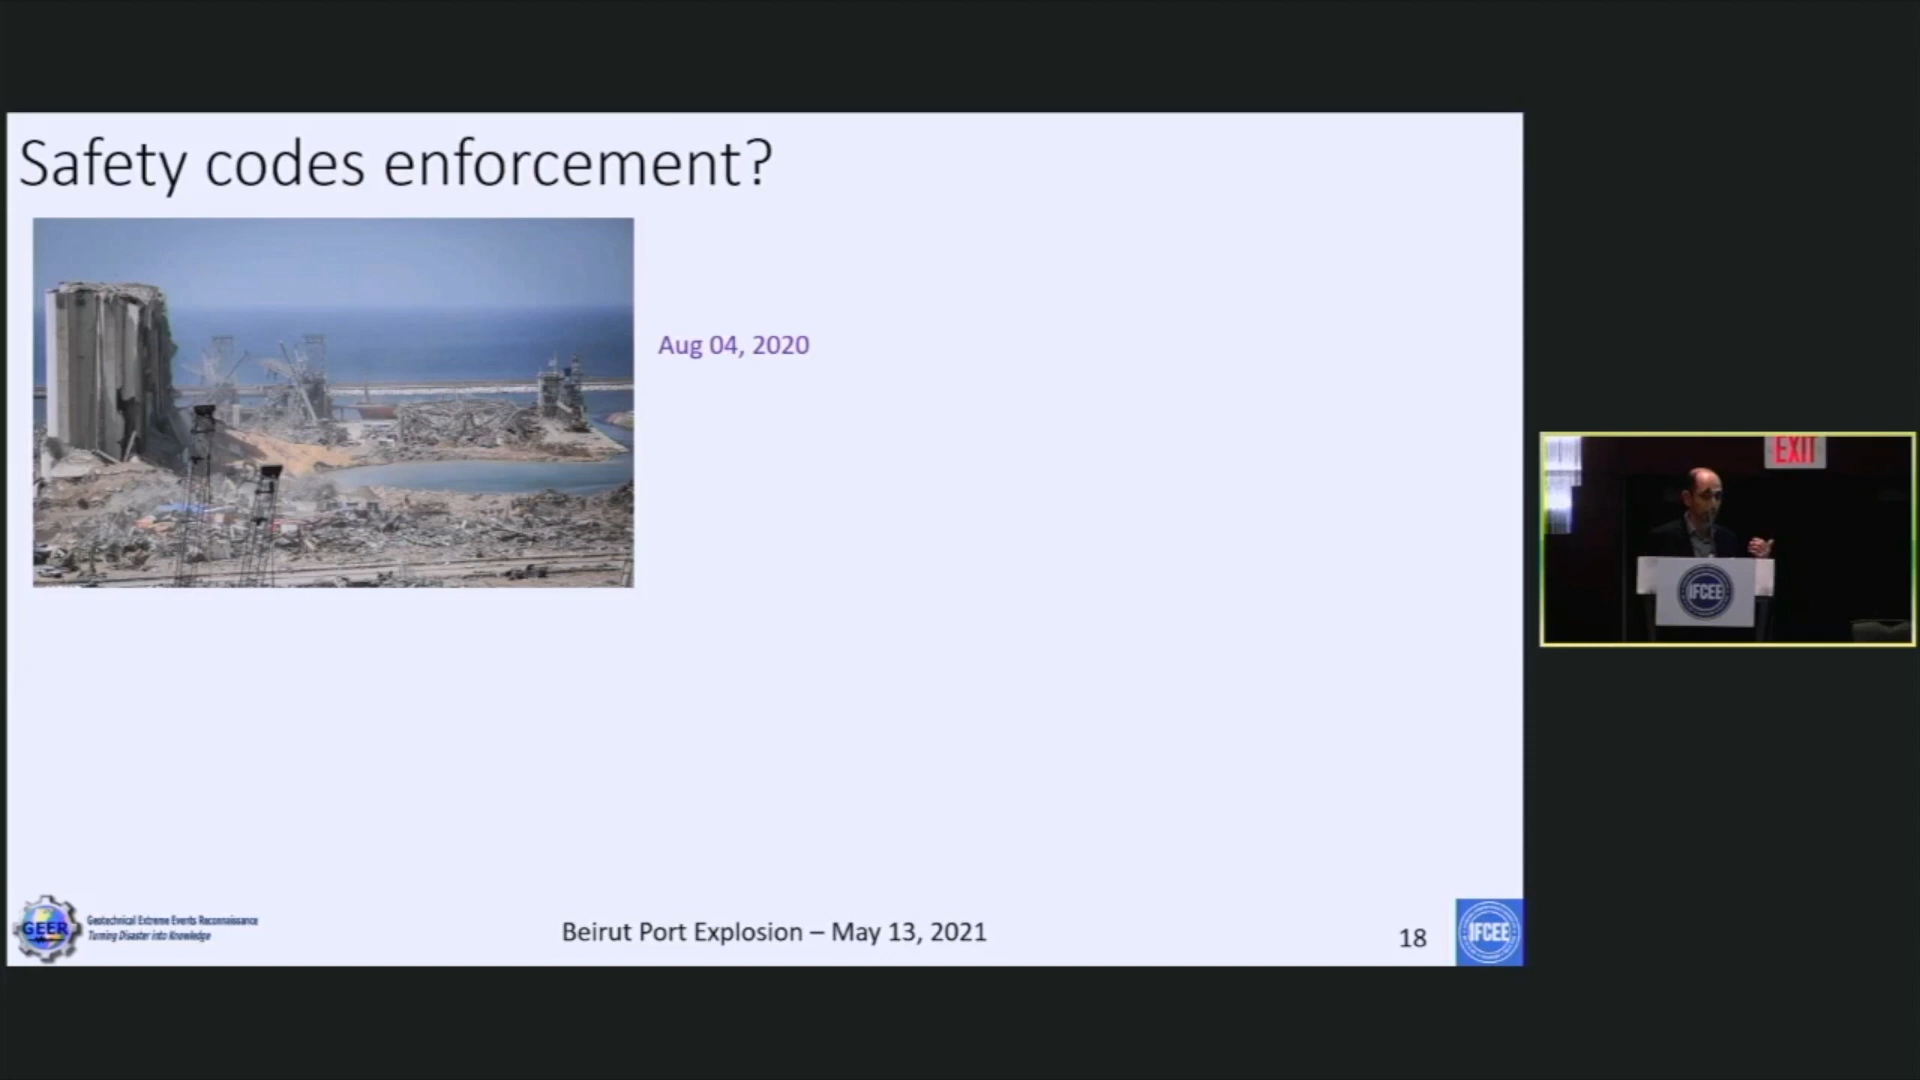 Safety codes enforcement?
Aug 04, 2020
EXIT
IFCEE
GEER
Geotechnical Extreme Events Reconnaissance
Turning Disaster into Knowledge
Beirut Port Explosion – May 13, 2021
18
IFCEE